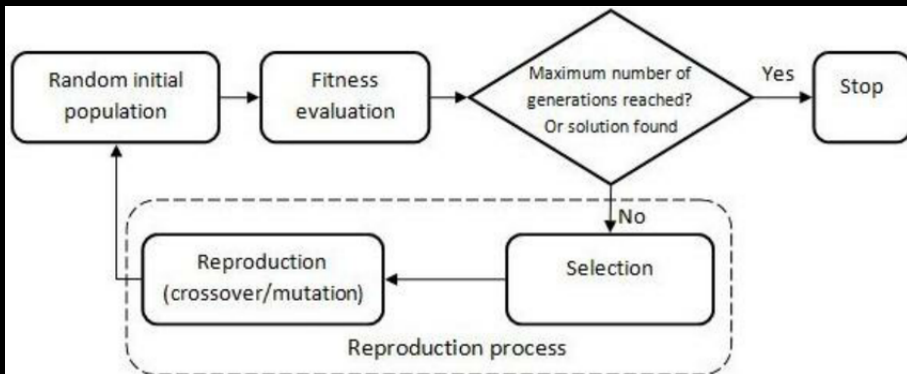 Random initial
population
Fitness
evaluation
Maximum number of
generations reached?
Or solution found
Yes
Stop
No
Selection
Reproduction
(crossover/mutation)
Reproduction process